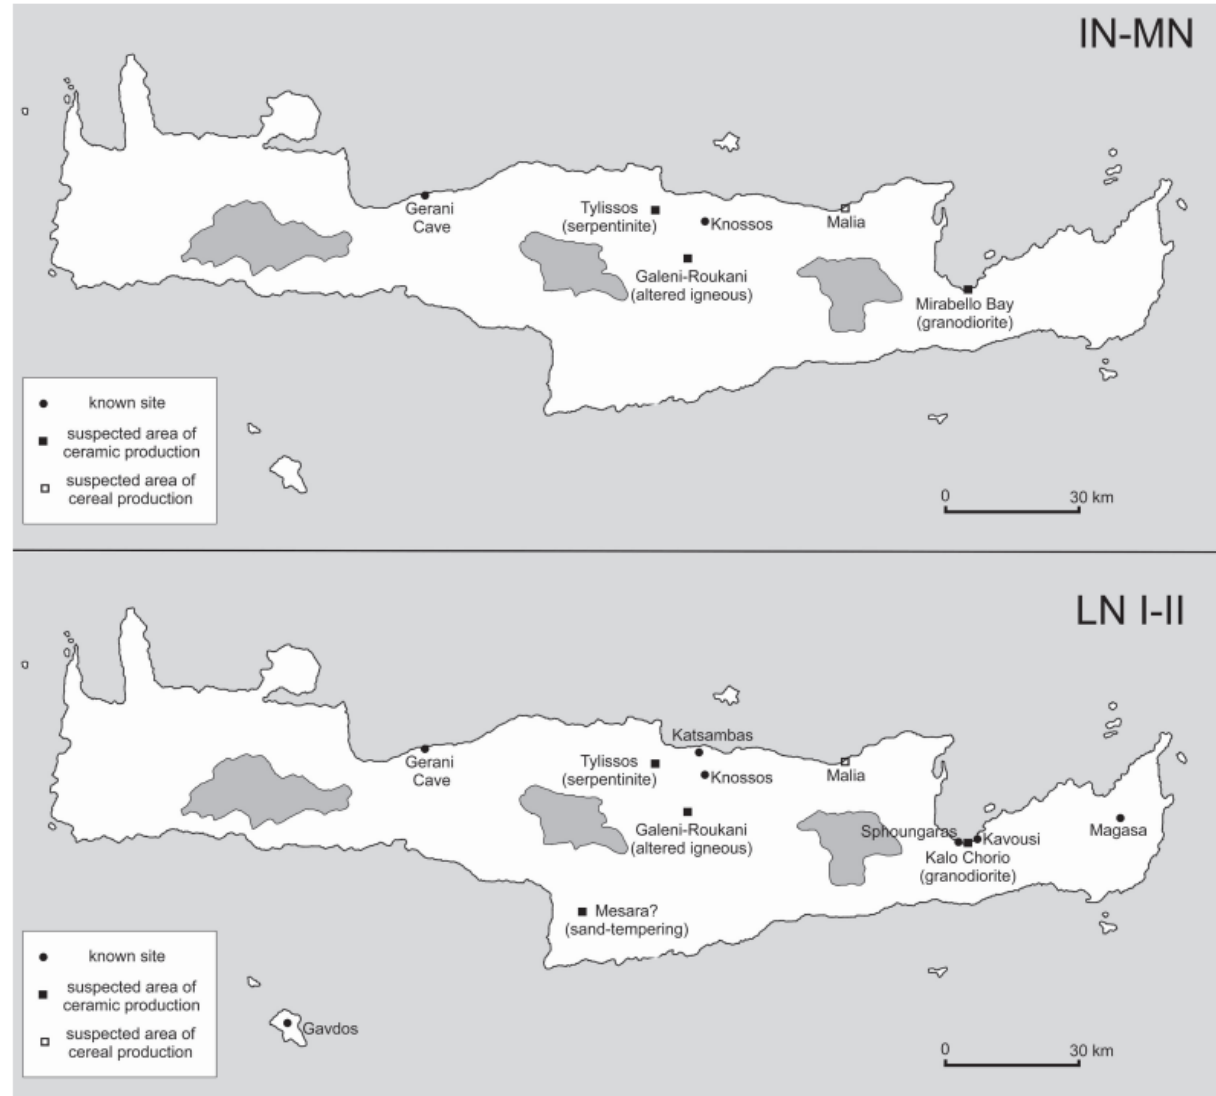 IN-MN
Gerani
Cave
Tylissos
(serpentinite)
Knossos
Malia
Galeni-Roukani
(altered igneous)
Mirabello Bay
(granodiorite)
known site
suspected area of
ceramic production
suspected area of
cereal production
0 30 km
LN I-II
Katsambas
Gerani
Cave
Tylissos
(serpentinite)
Knossos
Malia
Galeni-Roukani
(altered igneous)
Sphoungaras
Kavousi
Magasa
Kalo Chorio
(granodiorite)
Mesara?
(sand-tempering)
known site
suspected area of
ceramic production
suspected area of
cereal production
Gavdos
0 30 km